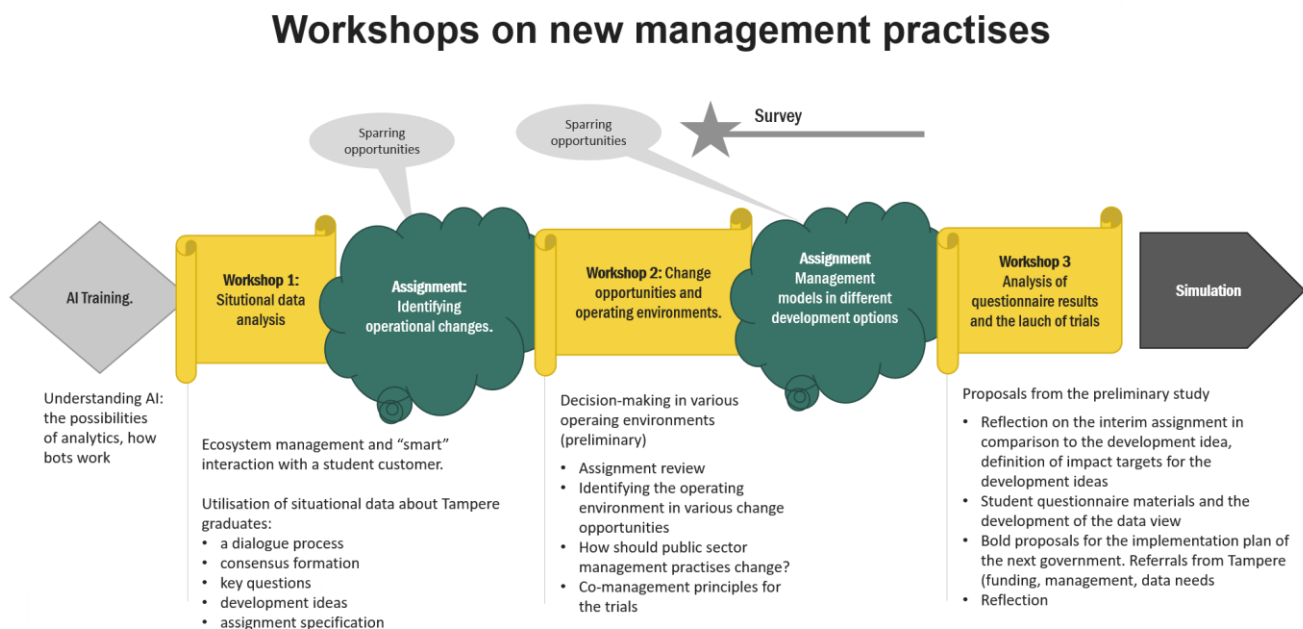 Workshops on new management practises
Sparring
opportunities
Sparring
opportunities
Survey
AI Training.
Workshop 1:
Situtional data
analysis
Assignment:
Identifying
operational changes.
Workshop 2: Change
opportunities and
operating environments.
Assignment
Management
models in different
development options
Workshop 3
Analysis of
questionnaire results
and the lauch of trials
Simulation
Understanding AI:
the possibilities
of analytics, how
bots work
Ecosystem management and “smart”
interaction with a student customer.
Utilisation of situational data about Tampere
graduates:
• a dialogue process
• consensus formation
• key questions
• development ideas
• assignment specification
Decision-making in various
operaing environments
(preliminary)
• Assignment review
• Identifying the operating
environment in various change
opportunities
• How should public sector
management practises change?
• Co-management principles for
the trials
Proposals from the preliminary study
• Reflection on the interim assignment in
comparison to the development idea,
definition of impact targets for the
development ideas
• Student questionnaire materials and the
development of the data view
• Bold proposals for the implementation plan of
the next government. Referrals from Tampere
(funding, management, data needs
• Reflection